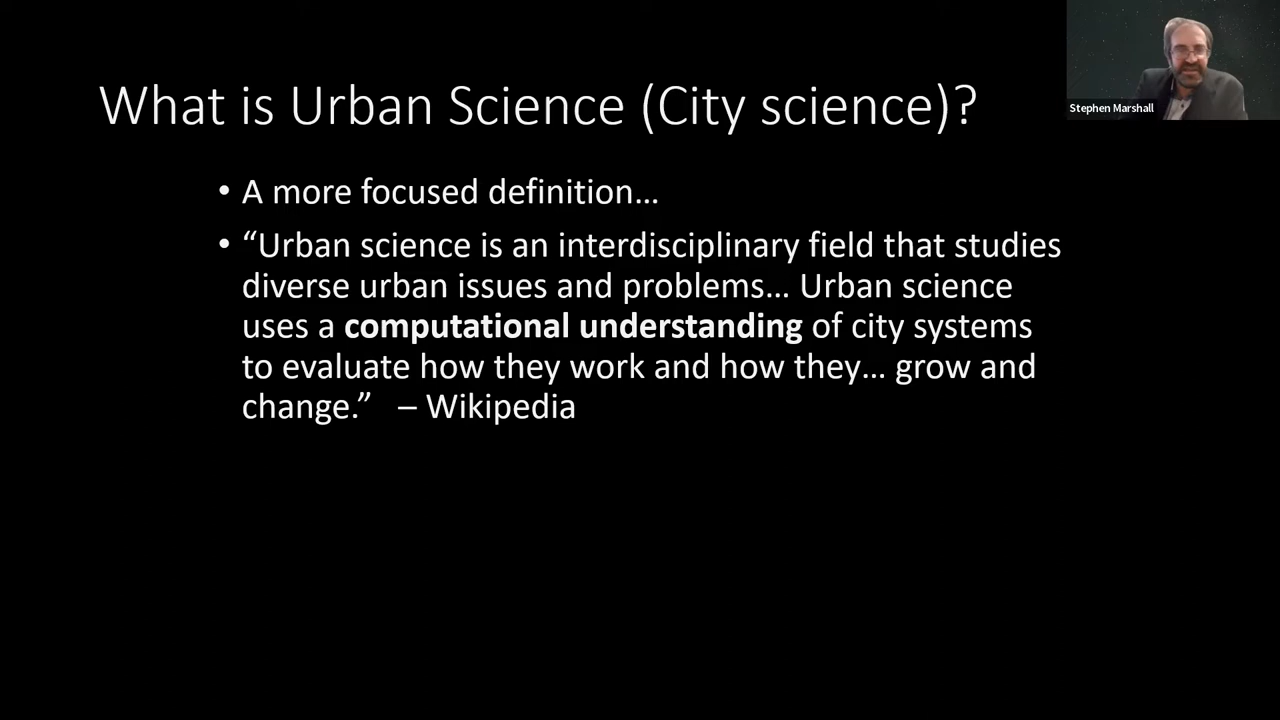 What is Urban Science (City science)?
Stephen Marshall
• A more focused definition…
• “Urban science is an interdisciplinary field that studies
diverse urban issues and problems… Urban science
uses a computational understanding of city systems
to evaluate how they work and how they… grow and
change.” – Wikipedia